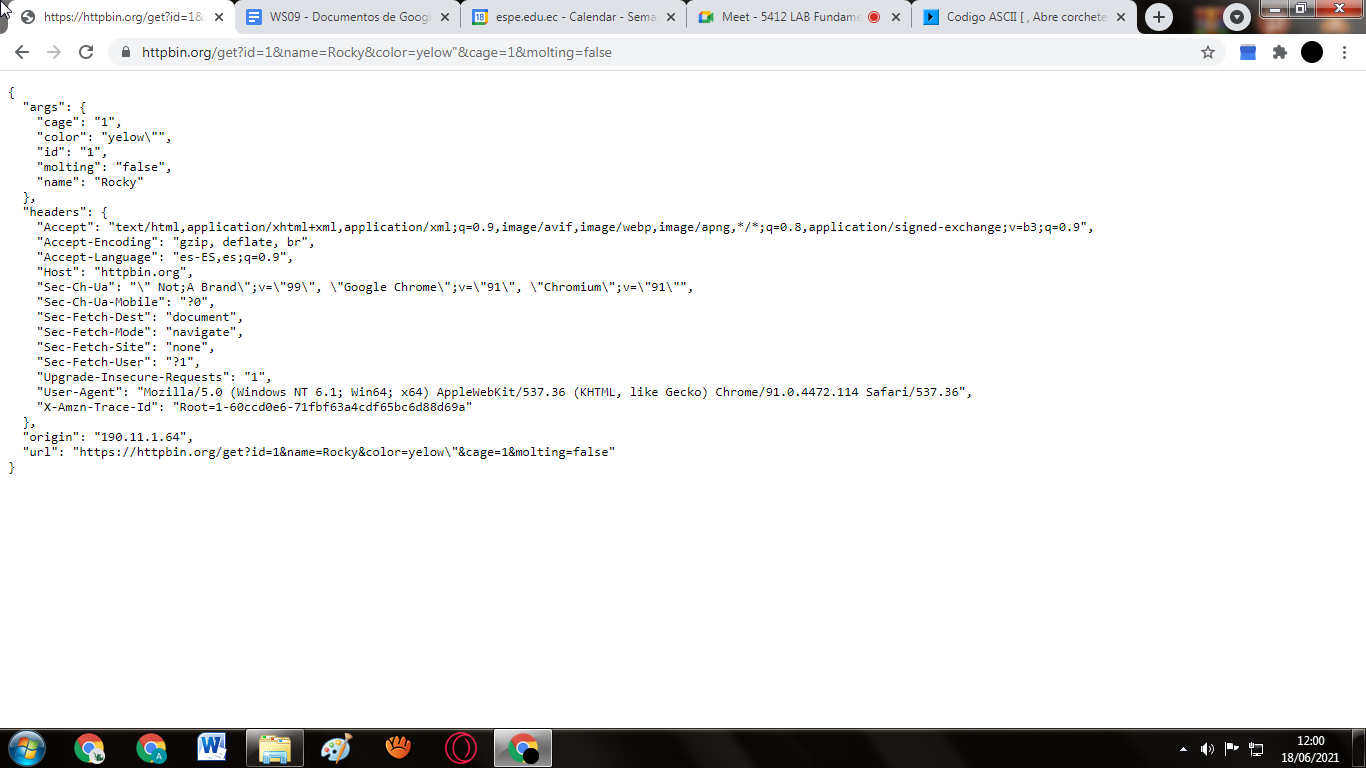 https://httpbin.org/get?id=1&
WS09 - Documentos de Googl
18
espe.edu.ec - Calendar - Sema
Meet - 5412 LAB Fundame
Codigo ASCII [ , Abre corchete
httpbin.org/get?id=1&name=Rocky&color=yelow"&cage=1&molting=false
{
"args": {
"cage": "1",
"color": "yelow\"",
"id": "1",
"molting": "false",
"name": "Rocky"
},
"headers": {
"Accept": "text/html,application/xhtml+xml,application/xml;q=0.9,image/avif,image/webp,image/apng,*/*;q=0.8,application/signed-exchange;v=b3;q=0.9",
"Accept-Encoding": "gzip, deflate, br",
"Accept-Language": "es-ES,es;q=0.9",
"Host": "httpbin.org",
"Sec-Ch-Ua": "\" Not;A Brand\";v=\"99\", \"Google Chrome\";v=\"91\", \"Chromium\";v=\"91\"",
"Sec-Ch-Ua-Mobile": "?0",
"Sec-Fetch-Dest": "document",
"Sec-Fetch-Mode": "navigate",
"Sec-Fetch-Site": "none",
"Sec-Fetch-User": "?1",
"Upgrade-Insecure-Requests": "1",
"User-Agent": "Mozilla/5.0 (Windows NT 6.1; Win64; x64) AppleWebKit/537.36 (KHTML, like Gecko) Chrome/91.0.4472.114 Safari/537.36",
"X-Amzn-Trace-Id": "Root=1-60ccd0e6-71fbf63a4cdf65bc6d88d69a"
},
"origin": "190.11.1.64",
"url": "https://httpbin.org/get?id=1&name=Rocky&color=yelow\"&cage=1&molting=false"
}
A
W
12:00
18/06/2021